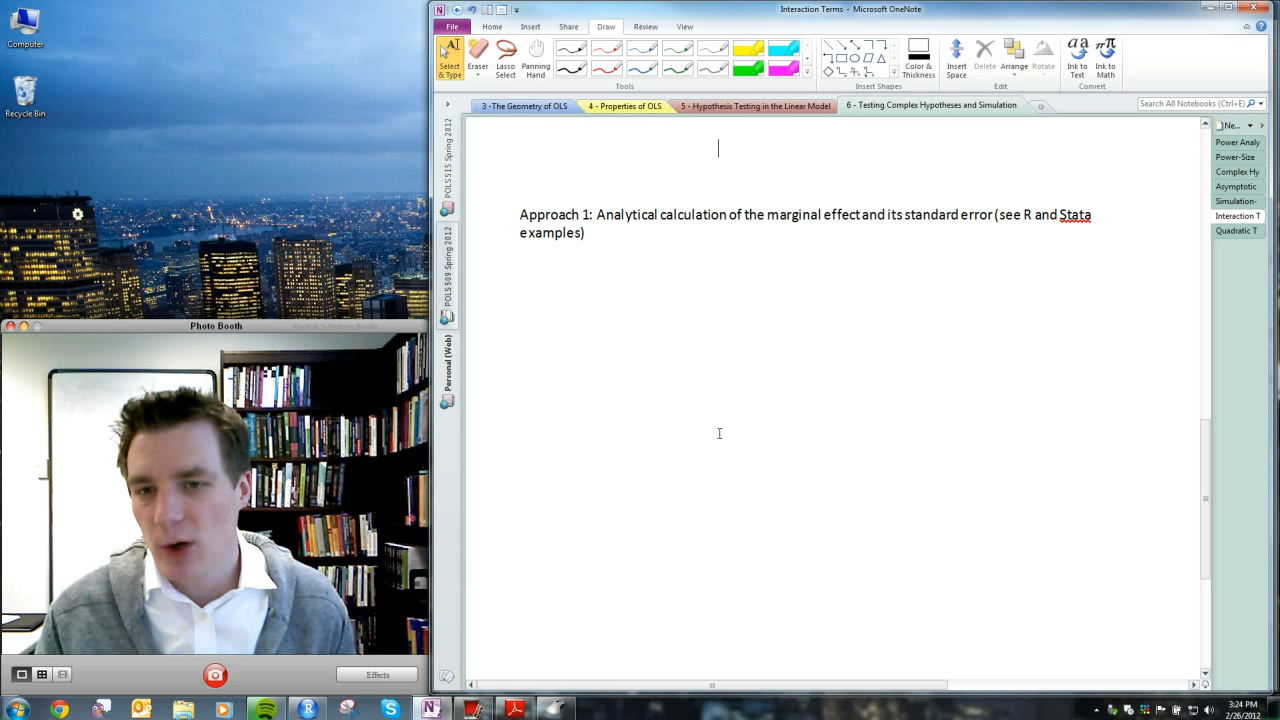 Computer
Recycle Bin
Interaction Terms - Microsoft OneNote
File Home Insert Share Draw Review View
Select & Type
Eraser
Lasso Select
Panning Hand
Color & Thickness
Insert Space
Delete
Arrange
Rotate
Ink to Text
Ink to Math
Tools
Insert Shapes
Edit
Convert
3 -The Geometry of OLS
4 - Properties of OLS
5 - Hypothesis Testing in the Linear Model
6 - Testing Complex Hypotheses and Simulation
Search All Notebooks (Ctrl+E)
POLS 515 Spring 2012
POLS 509 Spring 2012
Personal (Web)
Approach 1: Analytical calculation of the marginal effect and its standard error (see R and Stata
examples)
Ne...
Power Analy
Power-Size
Complex Hy
Asymptotic
Simulation-
Interaction T
Quadratic T
Photo Booth
Effects
3:24 PM
2/26/2012